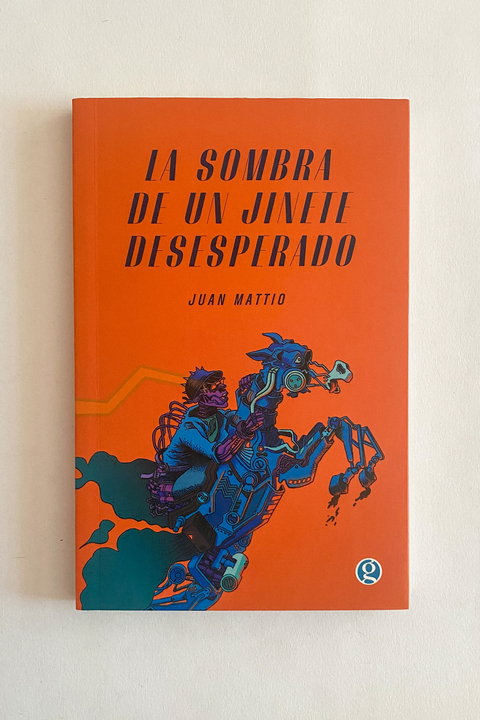 LA SOMBRA
DE UN JINETE
DESESPERADO
JUAN MATTIO
g